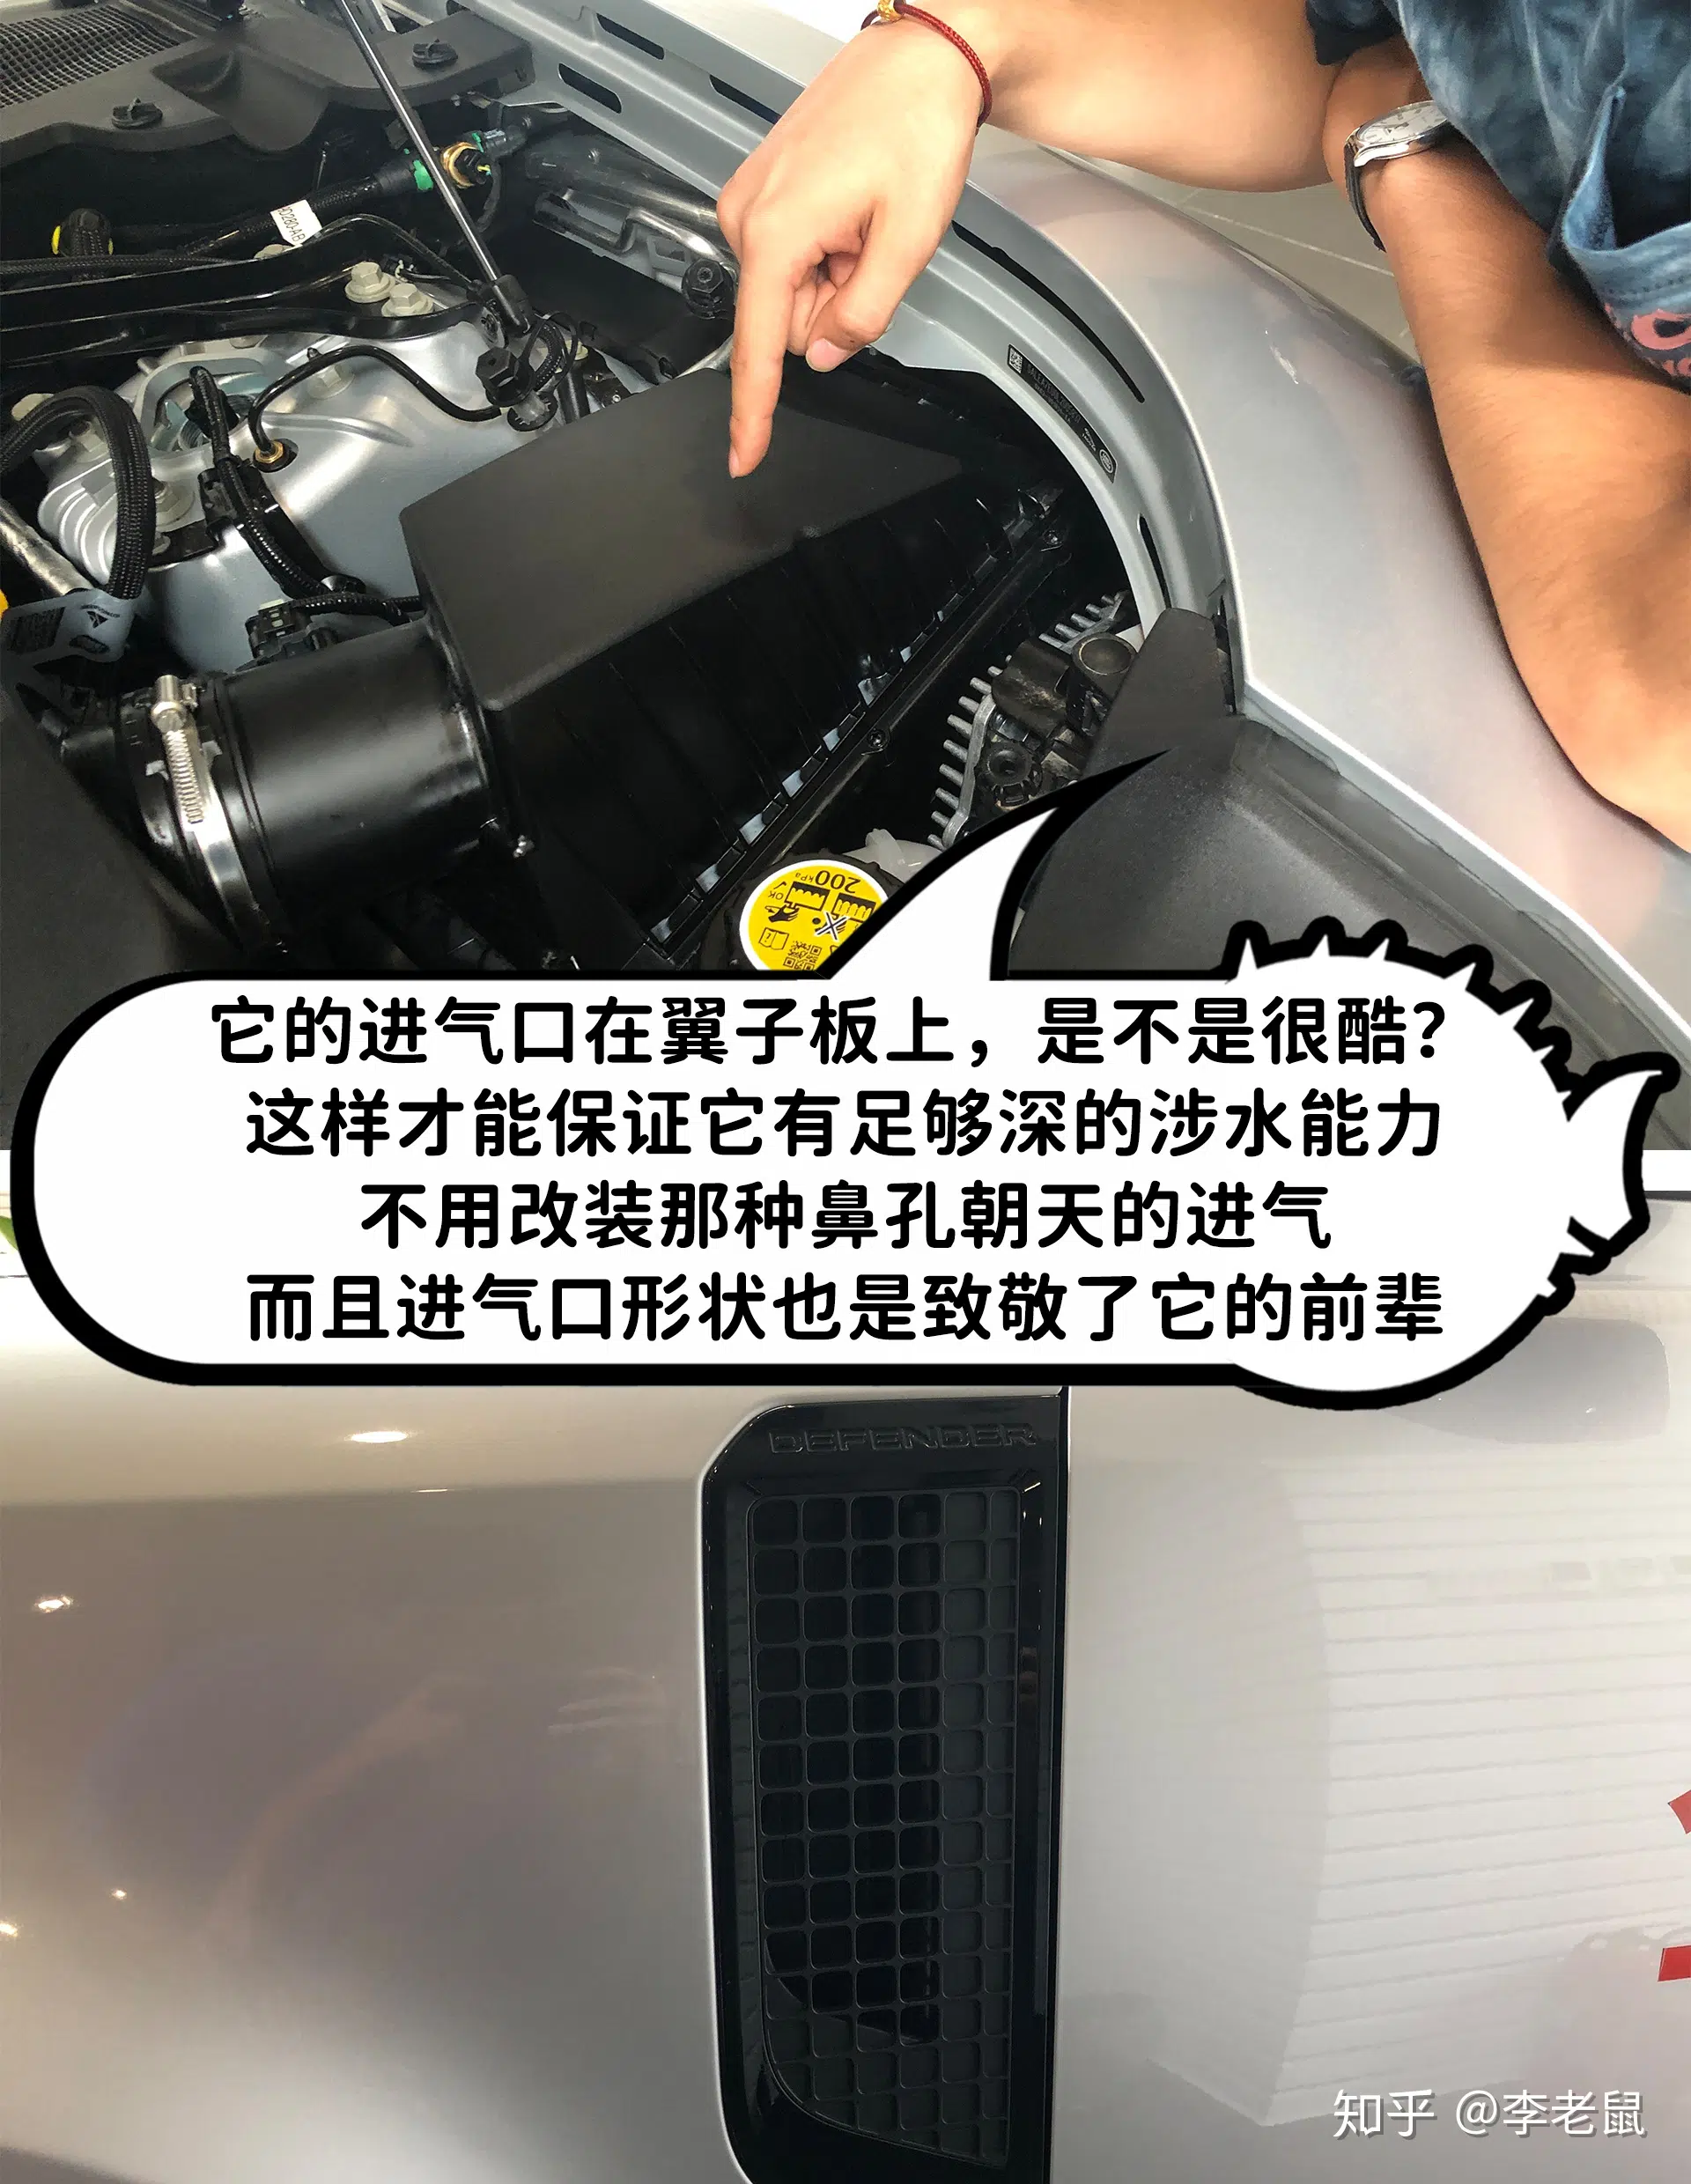 200kPa
OK
它的进气口在翼子板上，是不是很酷？
这样才能保证它有足够深的涉水能力
不用改装那种鼻孔朝天的进气
而且进气口形状也是致敬了它的前辈
DEFENDER
知乎 @李老鼠